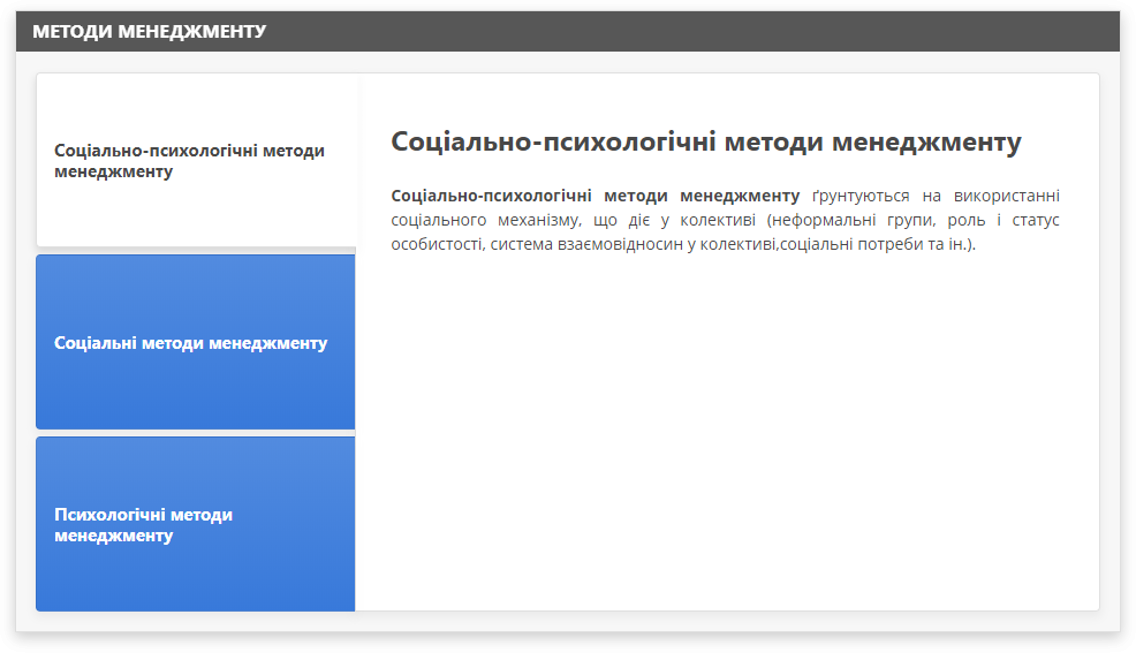 МЕТОДИ МЕНЕДЖМЕНТУ
Соціально-психологічні методи
менеджменту
Соціальні методи менеджменту
Психологічні методи
менеджменту
Соціально-психологічні методи менеджменту
Соціально-психологічні методи менеджменту ґрунтуються на використанні
соціального механізму, що діє у колективі (неформальні групи, роль і статус
особистості, система взаємовідносин у колективі,соціальні потреби та ін.).